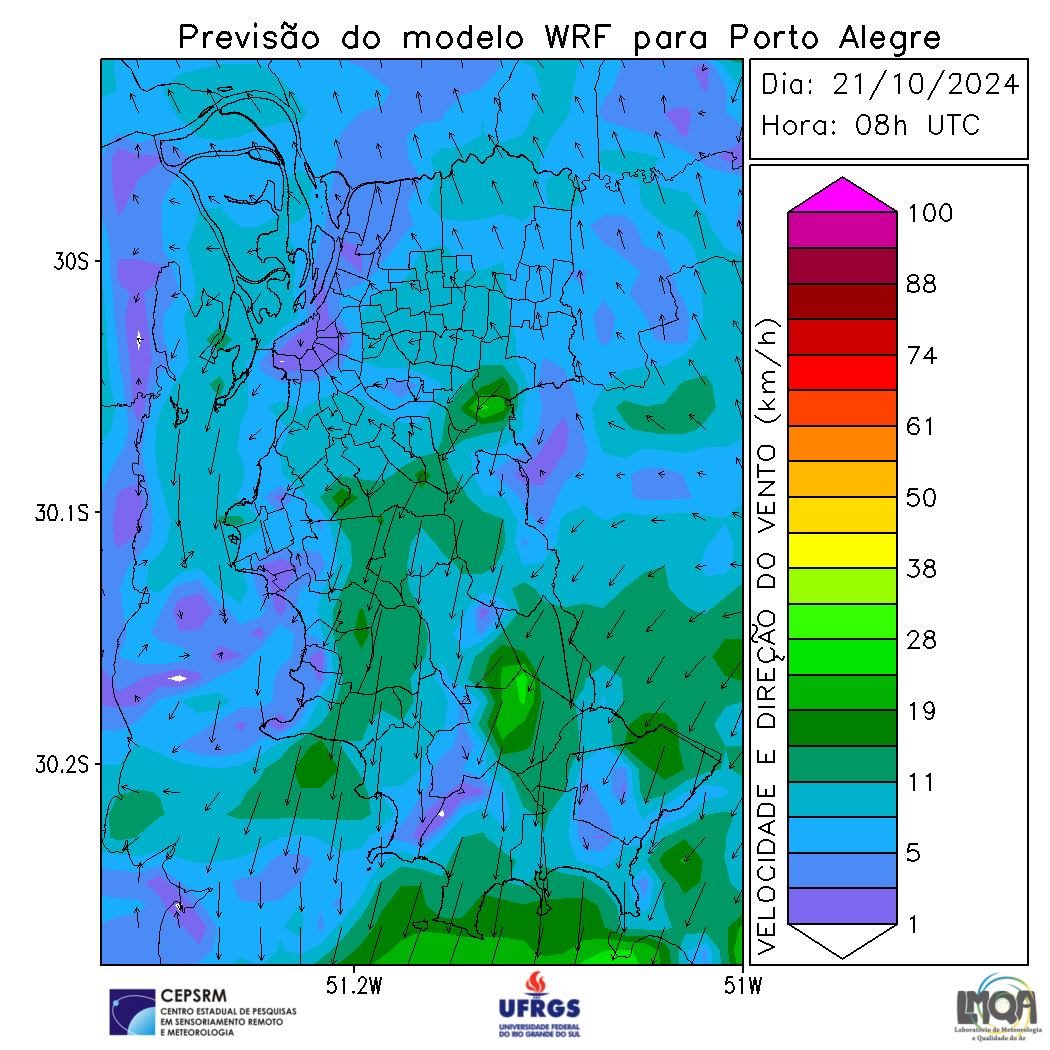 Previsão do modelo WRF para Porto Alegre
Dia: 21/10/2024
Hora: 08h UTC
100
88
74
61
50
38
28
19
11
5
1
VELOCIDADE E DIREÇÃO DO VENTO (km/h)
30S
30.1S
30.2S
51.2W
51W
CEPSRM
CENTRO ESTADUAL DE PESQUISAS
EM SENSORIAMENTO REMOTO
E METEOROLOGIA
UFRGS
UNIVERSIDADE FEDERAL
DO RIO GRANDE DO SUL
LMQA
Laboratório de Meteorologia
e Qualidade do Ar